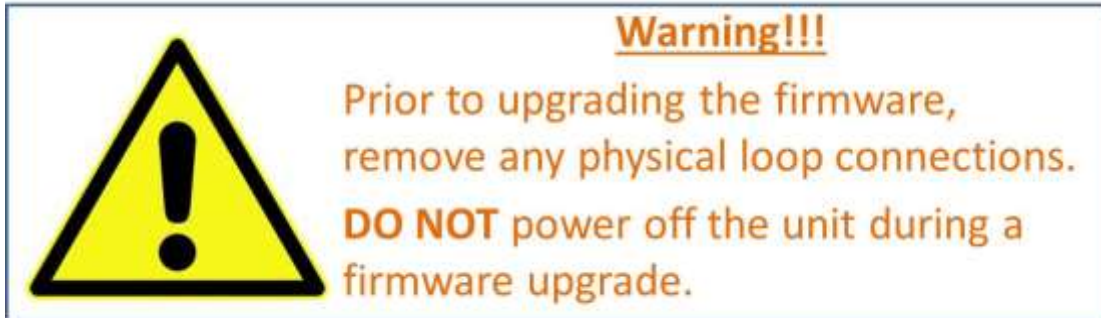 Warning!!!
Prior to upgrading the firmware,
remove any physical loop connections.
DO NOT power off the unit during a
firmware upgrade.